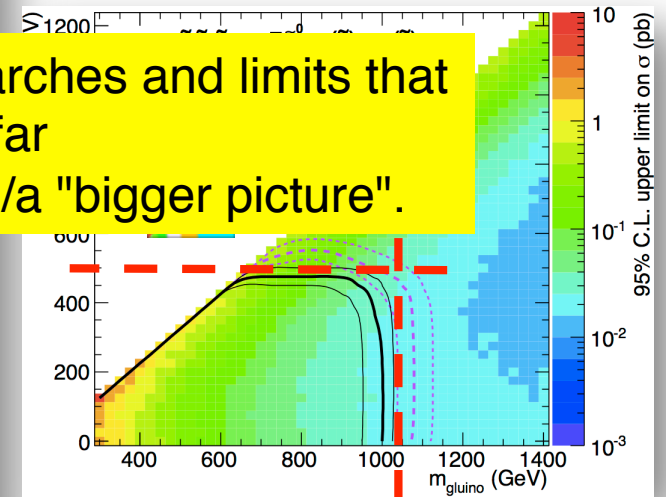 1200
10
arches and limits that
far
/a "bigger picture".
1
600
10-1
400
10-2
200
0
10-3
400 600 800 1000 1200 1400
mgluino (GeV)
95% C.L. upper limit on σ (pb)